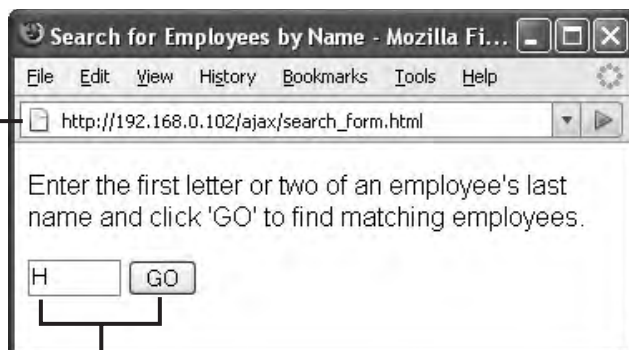 Search for Employees by Name - Mozilla Fi...
File Edit View History Bookmarks Tools Help
http://192.168.0.102/ajax/search_form.html
Enter the first letter or two of an employee's last
name and click 'GO' to find matching employees.
H GO